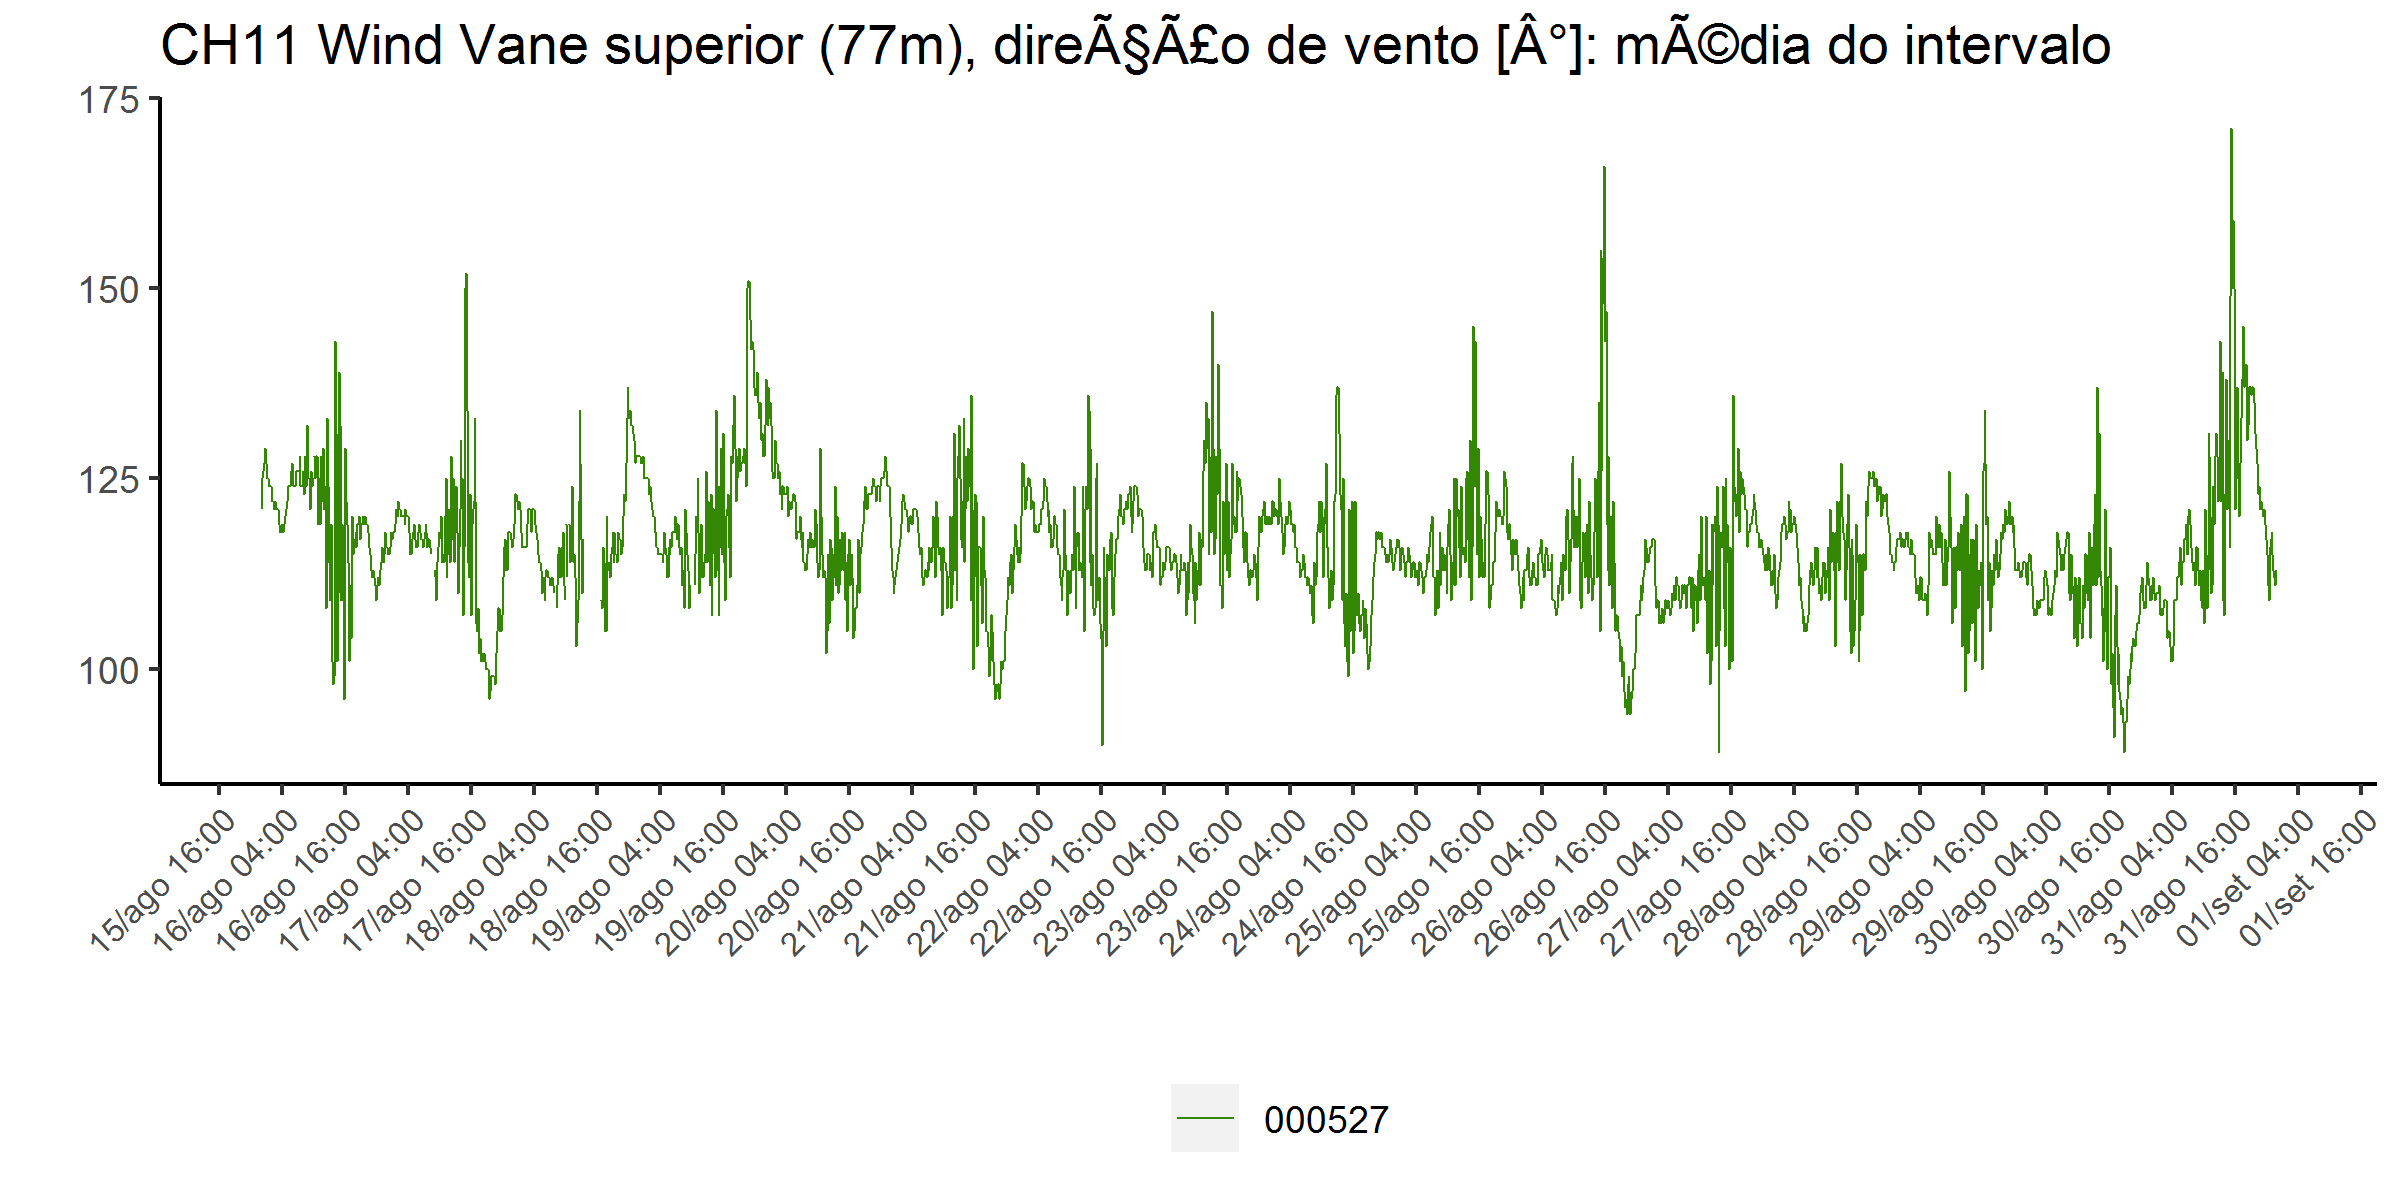 CH11 Wind Vane superior (77m), direÃ§Ã£o de vento [Â°]: mÃ©dia do intervalo
175
150
125
100
15/ago 16:00
16/ago 04:00
16/ago 16:00
17/ago 04:00
17/ago 16:00
18/ago 04:00
18/ago 16:00
19/ago 04:00
19/ago 16:00
20/ago 04:00
20/ago 16:00
21/ago 04:00
21/ago 16:00
22/ago 04:00
22/ago 16:00
23/ago 04:00
23/ago 16:00
24/ago 04:00
24/ago 16:00
25/ago 04:00
25/ago 16:00
26/ago 04:00
26/ago 16:00
27/ago 04:00
27/ago 16:00
28/ago 04:00
28/ago 16:00
29/ago 04:00
29/ago 16:00
30/ago 04:00
30/ago 16:00
31/ago 04:00
31/ago 16:00
01/set 04:00
01/set 16:00
000527